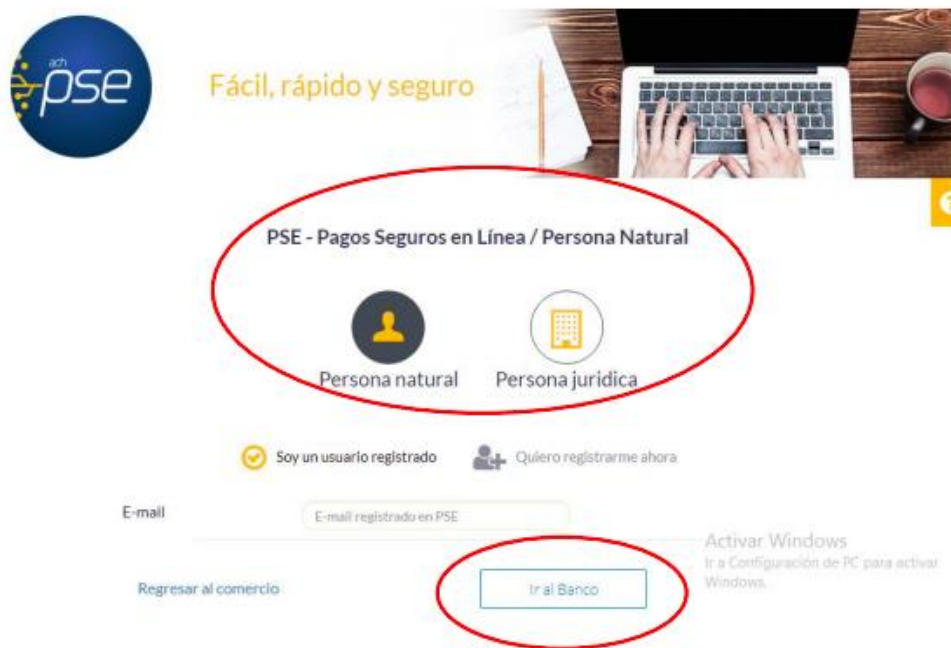 ach
pse
Fácil, rápido y seguro
PSE - Pagos Seguros en Línea / Persona Natural
Persona natural
Persona juridica
Soy un usuario registrado
Quiero registrarme ahora
E-mail
E-mail registrado en PSE
Activar Windows
Ir a Configuración de PC para activar
Windows.
Regresar al comercio
Ir al Banco